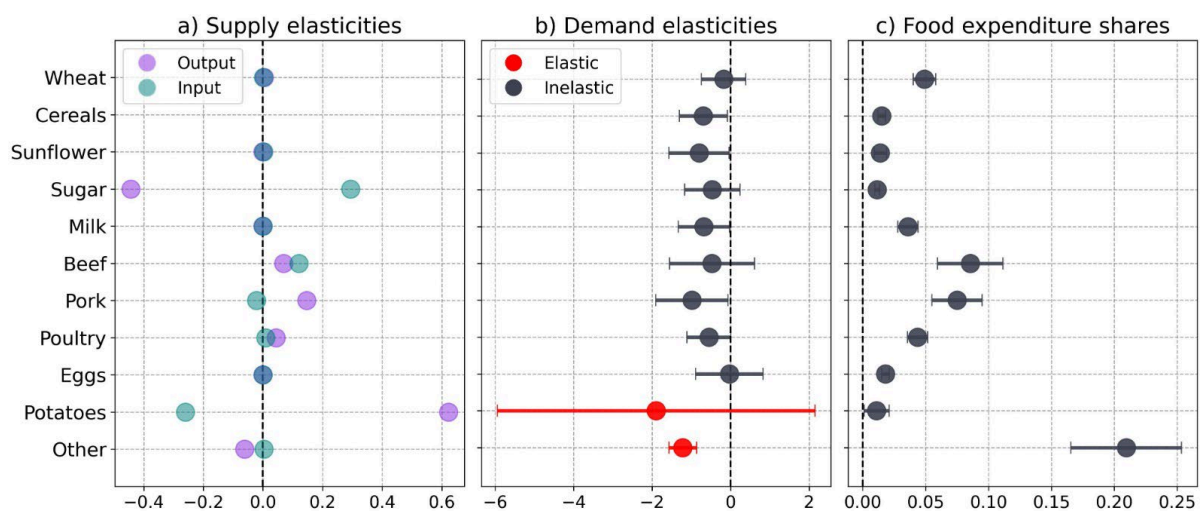 a) Supply elasticities
b) Demand elasticities
c) Food expenditure shares
Output
Input
Elastic
Inelastic
Wheat
Cereals
Sunflower
Sugar
Milk
Beef
Pork
Poultry
Eggs
Potatoes
Other
−0.4 −0.2 0.0 0.2 0.4 0.6
−6 −4 −2 0 2
0.00 0.05 0.10 0.15 0.20 0.25